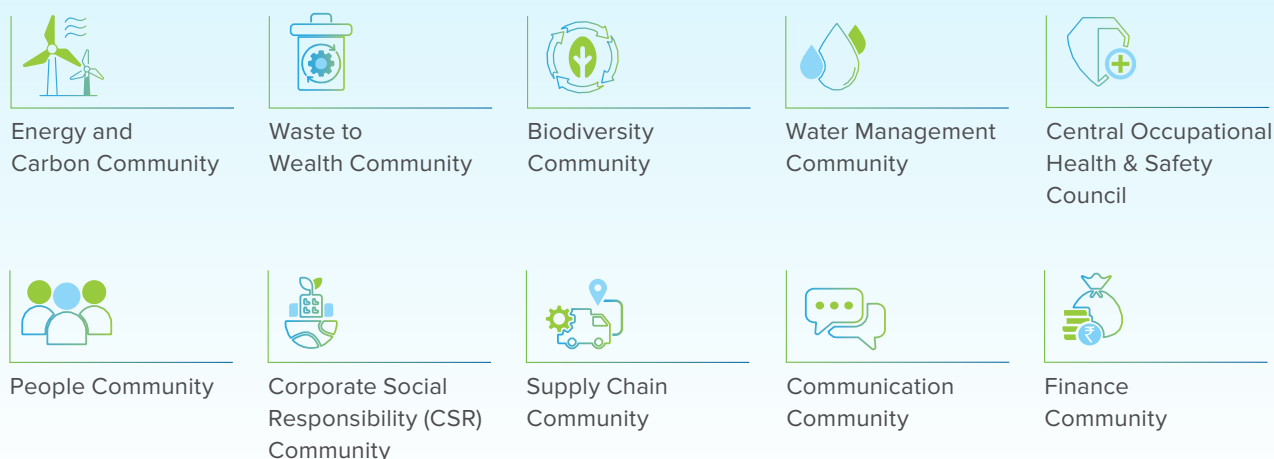 Energy and
Carbon Community
Waste to
Wealth Community
Biodiversity
Community
Water Management
Community
Central Occupational
Health & Safety
Council
People Community
Corporate Social
Responsibility (CSR)
Community
Supply Chain
Community
Communication
Community
₹
Finance
Community